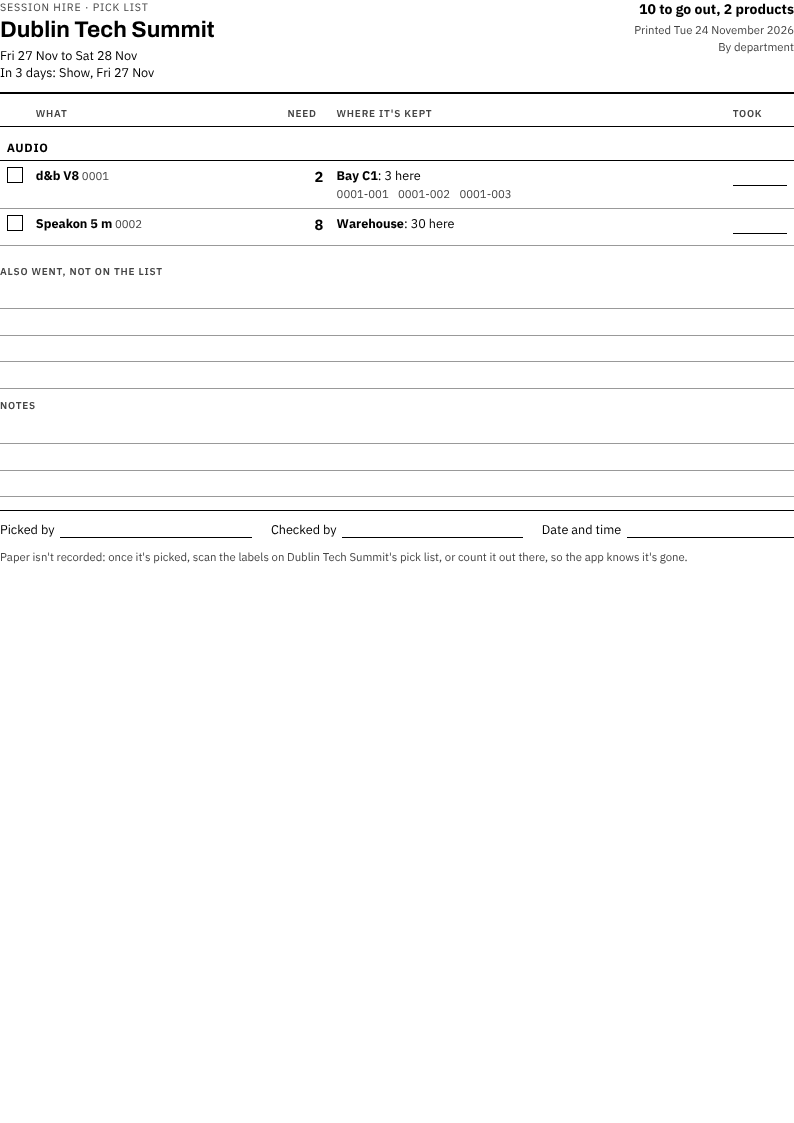 SESSION HIRE · PICK LIST
Dublin Tech Summit
Fri 27 Nov to Sat 28 Nov
In 3 days: Show, Fri 27 Nov
10 to go out, 2 products
Printed Tue 24 November 2026
By department
WHAT NEED WHERE IT'S KEPT TOOK
AUDIO
d&b V8 0001 2 Bay C1: 3 here
0001-001 0001-002 0001-003
Speakon 5 m 0002 8 Warehouse: 30 here
ALSO WENT, NOT ON THE LIST
NOTES
Picked by Checked by Date and time
Paper isn't recorded: once it's picked, scan the labels on Dublin Tech Summit's pick list, or count it out there, so the app knows it's gone.